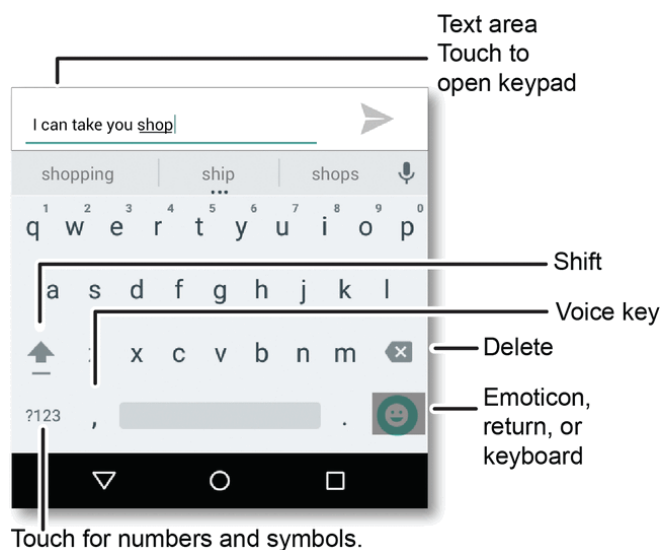 Text area
Touch to
open keypad
I can take you shop
shopping ship shops
1 2 3 4 5 6 7 8 9 0
q w e r t y u i o p
a s d f g h j k l
Shift
Voice key
x c v b n m
Delete
?123 , .
Emoticon,
return, or
keyboard
Touch for numbers and symbols.